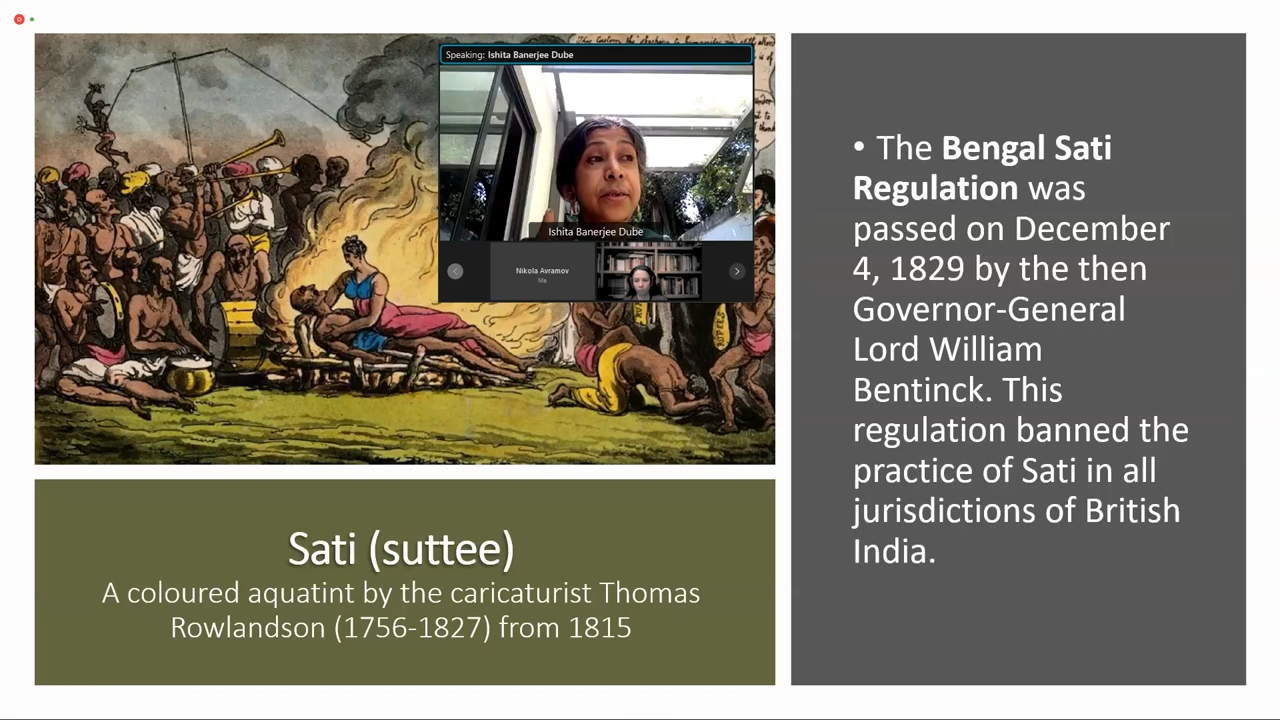 Speaking: Ishita Banerjee Dube
Ishita Banerjee Dube
Nikola Avramov
Me
RUPEES
Sati (suttee)
A coloured aquatint by the caricaturist Thomas
Rowlandson (1756-1827) from 1815
• The Bengal Sati
Regulation was
passed on December
4, 1829 by the then
Governor-General
Lord William
Bentinck. This
regulation banned the
practice of Sati in all
jurisdictions of British
India.